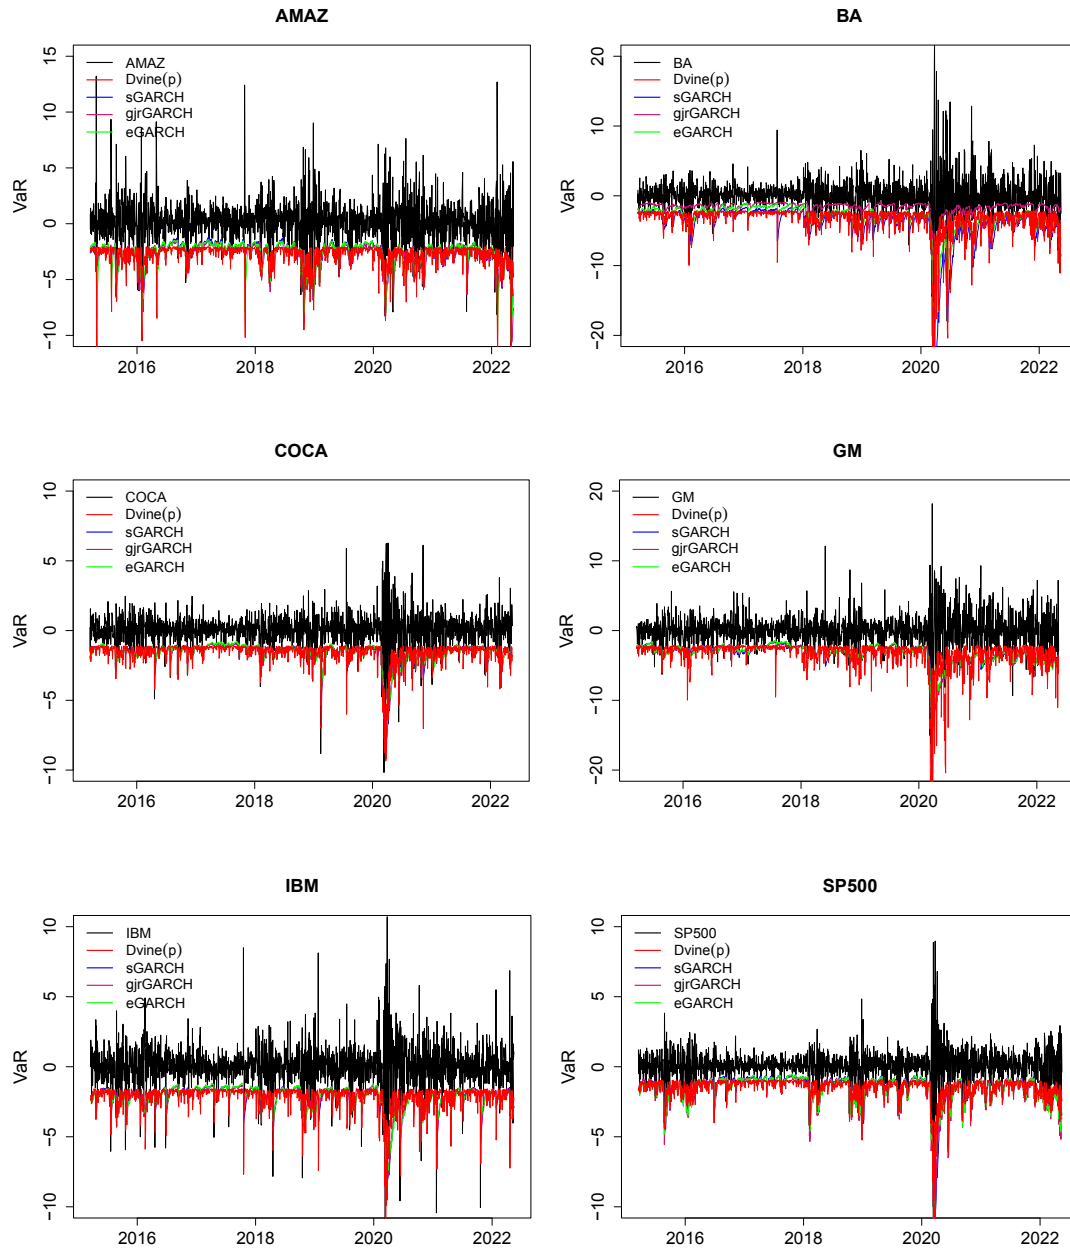 AMAZ
VaR
15
10
5
0
−5
−10
AMAZ
Dvine(p)
sGARCH
gjrGARCH
eGARCH
2016 2018 2020 2022
BA
VaR
20
10
0
−10
−20
BA
Dvine(p)
sGARCH
gjrGARCH
eGARCH
2016 2018 2020 2022
COCA
VaR
10
5
0
−5
−10
COCA
Dvine(p)
sGARCH
gjrGARCH
eGARCH
2016 2018 2020 2022
GM
VaR
20
10
0
−10
−20
GM
Dvine(p)
sGARCH
gjrGARCH
eGARCH
2016 2018 2020 2022
IBM
VaR
10
5
0
−5
−10
IBM
Dvine(p)
sGARCH
gjrGARCH
eGARCH
2016 2018 2020 2022
SP500
VaR
10
5
0
−5
−10
SP500
Dvine(p)
sGARCH
gjrGARCH
eGARCH
2016 2018 2020 2022